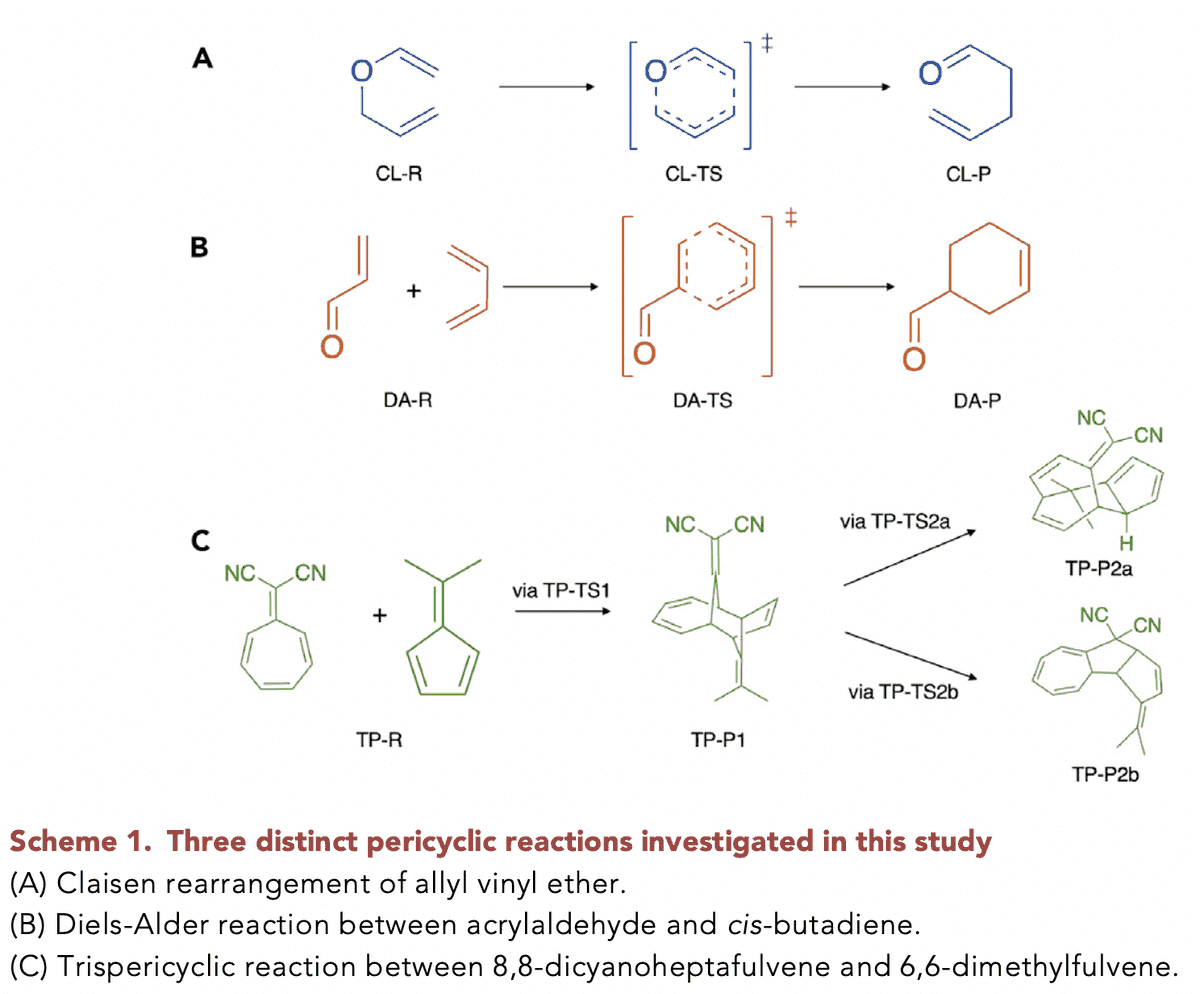 A
O
‡
O
O
CL-R
CL-TS
CL-P
B
‡
+
O
O
O
DA-R
DA-TS
DA-P
C
NC CN
+
via TP-TS1
NC CN
via TP-TS2a
via TP-TS2b
NC
CN
H
TP-P2a
NC
CN
TP-P2b
TP-R
TP-P1
Scheme 1. Three distinct pericyclic reactions investigated in this study
(A) Claisen rearrangement of allyl vinyl ether.
(B) Diels-Alder reaction between acrylaldehyde and cis-butadiene.
(C) Trispericyclic reaction between 8,8-dicyanoheptafulvene and 6,6-dimethylfulvene.